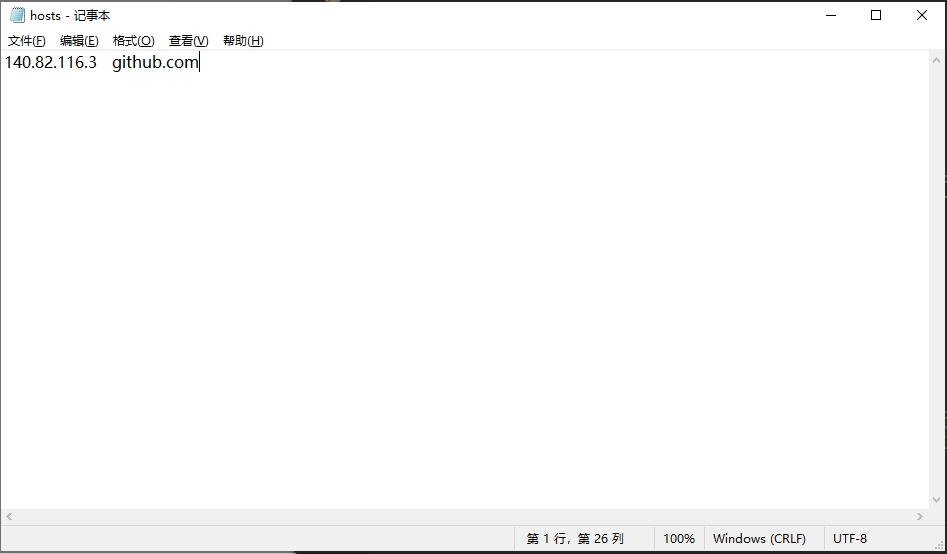 hosts - 记事本
文件(F) 编辑(E) 格式(O) 查看(V) 帮助(H)
140.82.116.3 github.com
第 1 行，第 26 列 100% Windows (CRLF) UTF-8